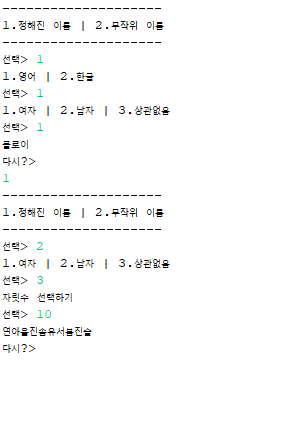 --------------------
1.정해진 이름 | 2.무작위 이름
--------------------
선택> 1
1.영어 | 2.한글
선택> 1
1.여자 | 2.남자 | 3.상관없음
선택> 1
클로이
다시?>
1
--------------------
1.정해진 이름 | 2.무작위 이름
--------------------
선택> 2
1.여자 | 2.남자 | 3.상관없음
선택> 3
자릿수 선택하기
선택> 10
연아율진솜유서봄진슬
다시?>